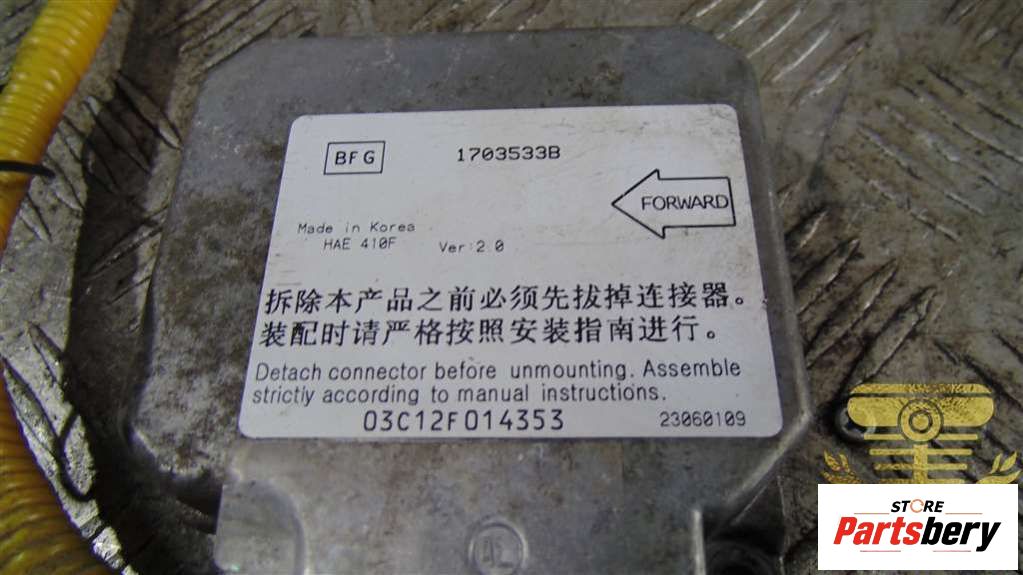 BFG
1703533B
FORWARD
Made in Korea
HAE 410F
Ver:2.0
拆除本产品之前必须先拔掉连接器。
装配时请严格按照安装指南进行。
Detach connector before unmounting. Assemble
strictly according to manual instructions.
03C12F014353
23060109
STORE
Partsbery